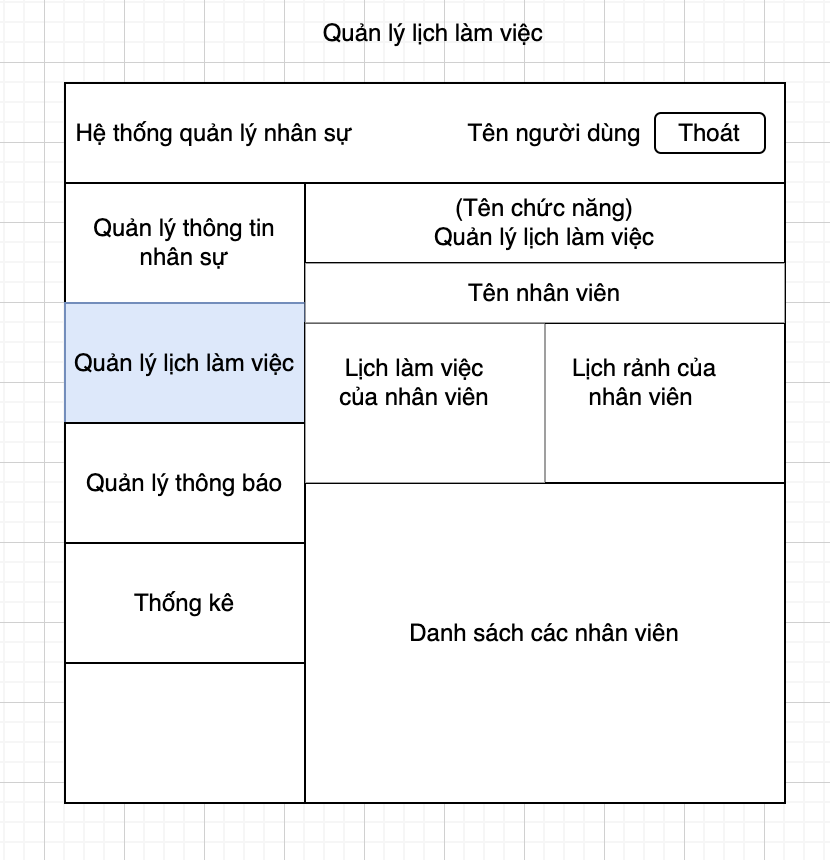 Quản lý lịch làm việc
Hệ thống quản lý nhân sự
Tên người dùng
Thoát
Quản lý thông tin
nhân sự
Quản lý lịch làm việc
Quản lý thông báo
Thống kê
(Tên chức năng)
Quản lý lịch làm việc
Tên nhân viên
Lịch làm việc
của nhân viên
Lịch rảnh của
nhân viên
Danh sách các nhân viên